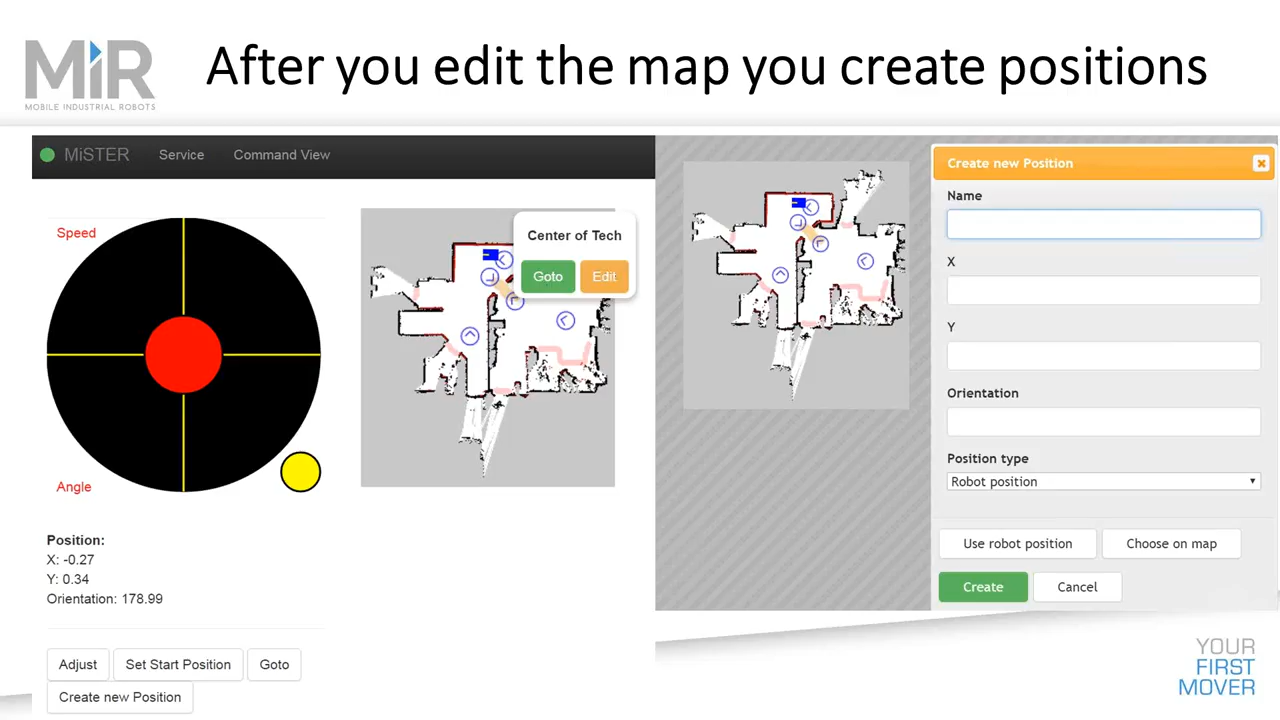 MiR
MOBILE INDUSTRIAL ROBOTS
After you edit the map you create positions
MiSTER Service Command View
Speed
Angle
Center of Tech
Goto Edit
Position:
X: -0.27
Y: 0.34
Orientation: 178.99
Adjust Set Start Position Goto
Create new Position
Create new Position
Name
X
Y
Orientation
Position type
Robot position
Use robot position Choose on map
Create Cancel
YOUR
FIRST
MOVER